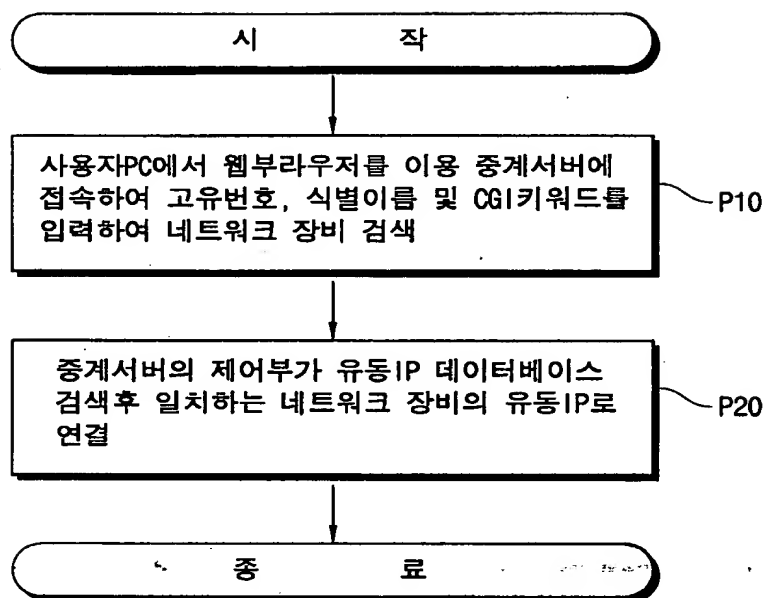 시 작
사용자PC에서 웹부라우저를 이용 중계서버에
접속하여 고유번호, 식별이름 및 CGI키워드를
입력하여 네트워크 장비 검색
P10
중계서버의 제어부가 유동IP 데이터베이스
검색후 일치하는 네트워크 장비의 유동IP로
연결
P20
종 료